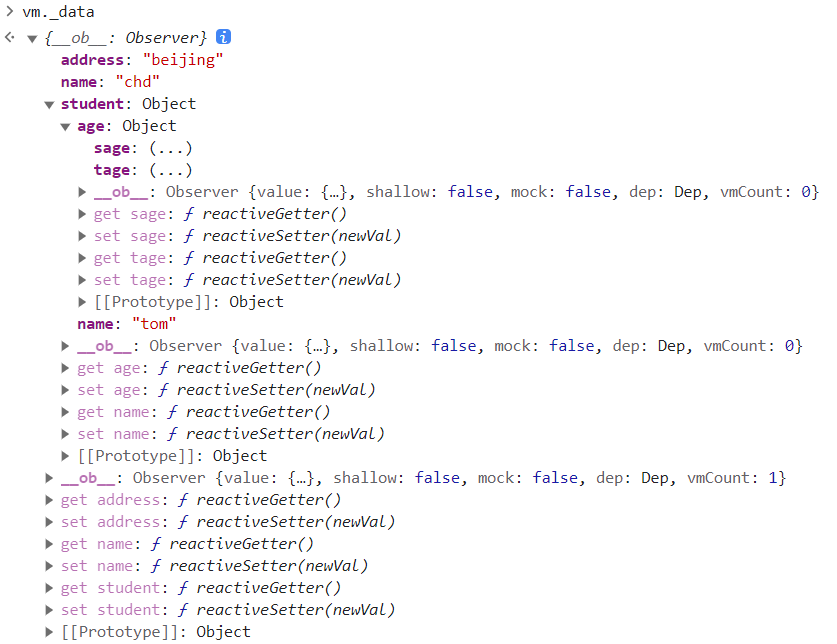 > vm._data
{__ob__: Observer} i
address: "beijing"
name: "chd"
student: Object
age: Object
sage: (...)
tage: (...)
__ob__: Observer {value: {…}, shallow: false, mock: false, dep: Dep, vmCount: 0}
get sage: ƒ reactiveGetter()
set sage: ƒ reactiveSetter(newVal)
get tage: ƒ reactiveGetter()
set tage: ƒ reactiveSetter(newVal)
[[Prototype]]: Object
name: "tom"
__ob__: Observer {value: {…}, shallow: false, mock: false, dep: Dep, vmCount: 0}
get age: ƒ reactiveGetter()
set age: ƒ reactiveSetter(newVal)
get name: ƒ reactiveGetter()
set name: ƒ reactiveSetter(newVal)
[[Prototype]]: Object
__ob__: Observer {value: {…}, shallow: false, mock: false, dep: Dep, vmCount: 1}
get address: ƒ reactiveGetter()
set address: ƒ reactiveSetter(newVal)
get name: ƒ reactiveGetter()
set name: ƒ reactiveSetter(newVal)
get student: ƒ reactiveGetter()
set student: ƒ reactiveSetter(newVal)
[[Prototype]]: Object